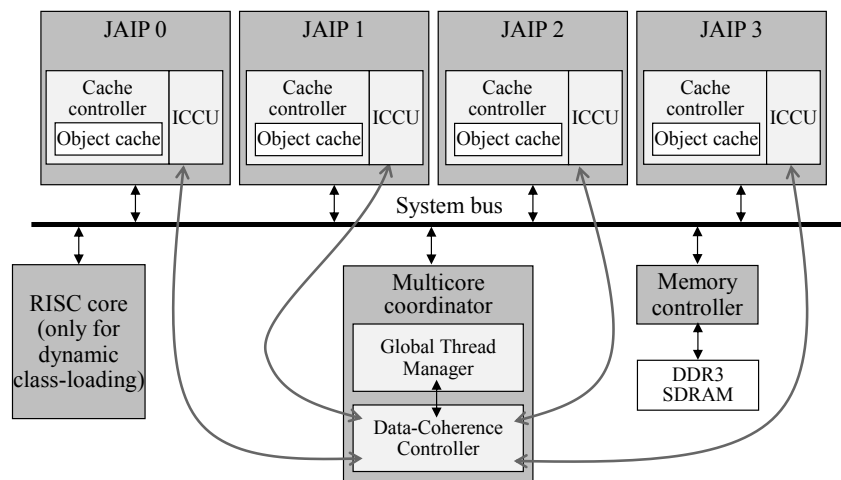 JAIP 0
Cache
controller
Object cache
ICCU
JAIP 1
Cache
controller
Object cache
ICCU
JAIP 2
Cache
controller
Object cache
ICCU
JAIP 3
Cache
controller
Object cache
ICCU
System bus
RISC core
(only for
dynamic
class-loading)
Multicore
coordinator
Global Thread
Manager
Data-Coherence
Controller
Memory
controller
DDR3
SDRAM